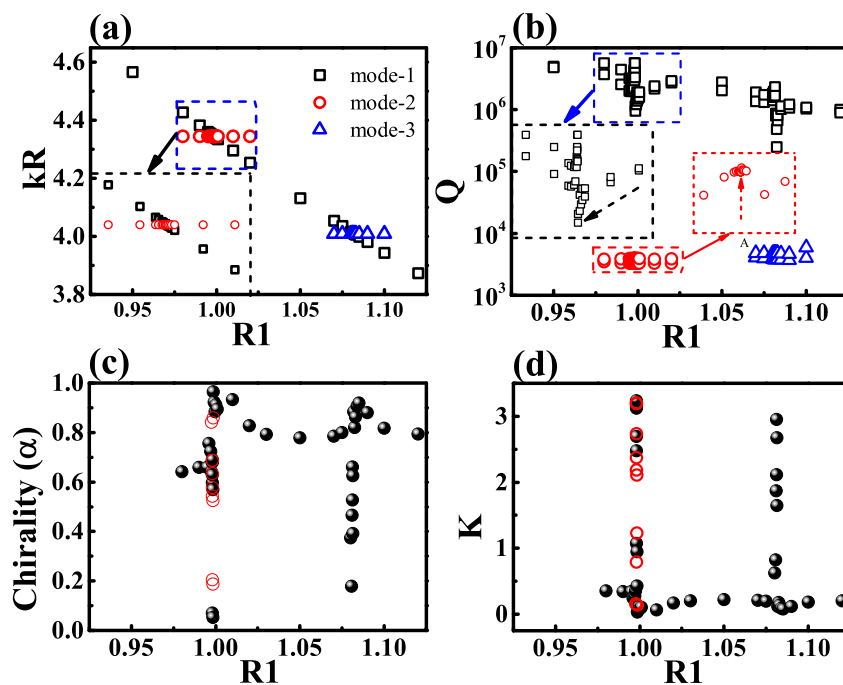 (a)
4.6
4.4
4.2
4.0
3.8
kR
mode-1
mode-2
mode-3
0.95 1.00 1.05 1.10
R1
(b)
10⁷
10⁶
10⁵
10⁴
10³
Q
A
0.95 1.00 1.05 1.10
R1
(c)
1.0
0.8
0.6
0.4
0.2
0.0
Chirality (α)
0.95 1.00 1.05 1.10
R1
(d)
3
2
1
0
K
0.95 1.00 1.05 1.10
R1